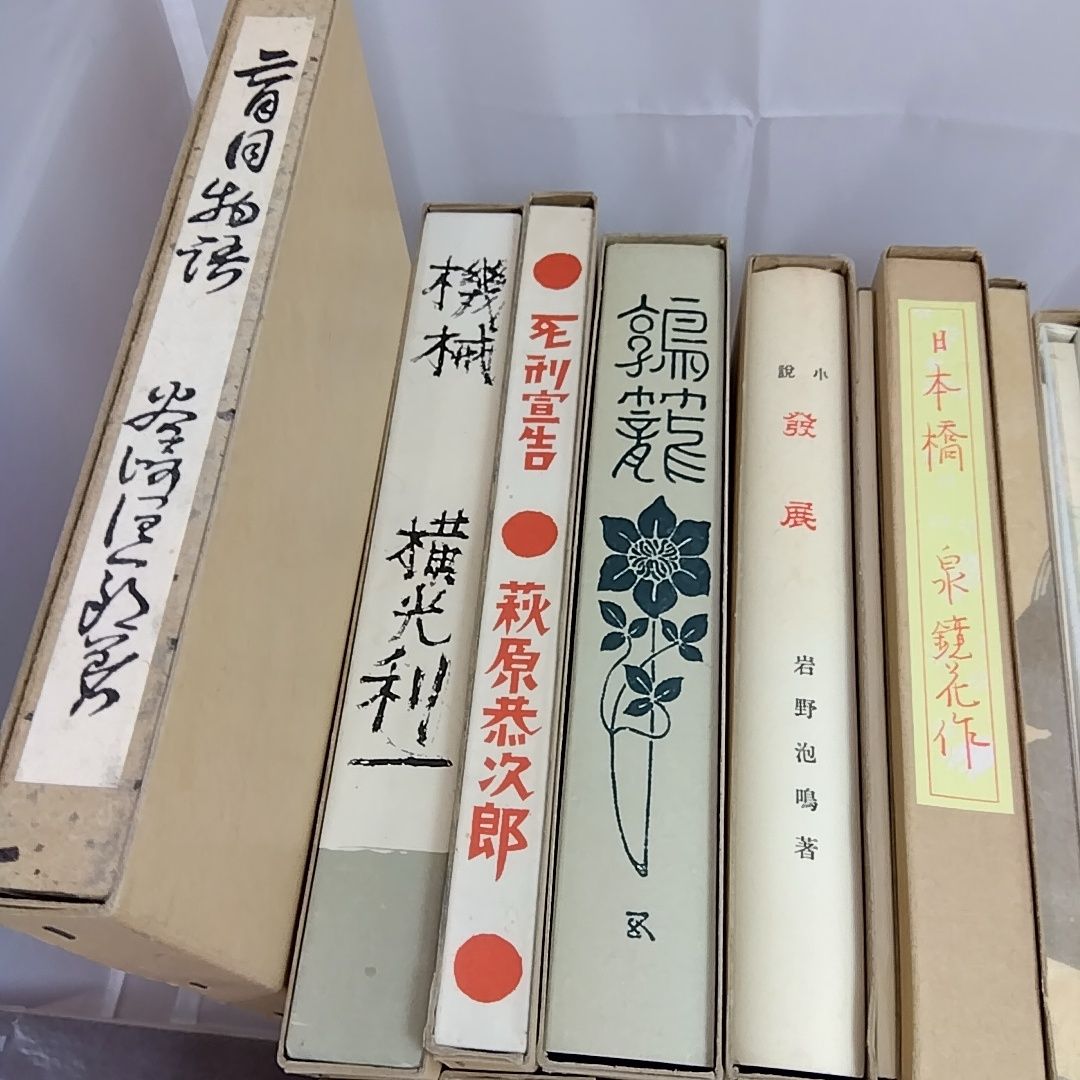 盲目物語
谷崎潤一郎著
機械
横光利一
死刑宣告
萩原恭次郎
鶉籠
小説
發展
岩野泡鳴著
日本橋
泉鏡花作